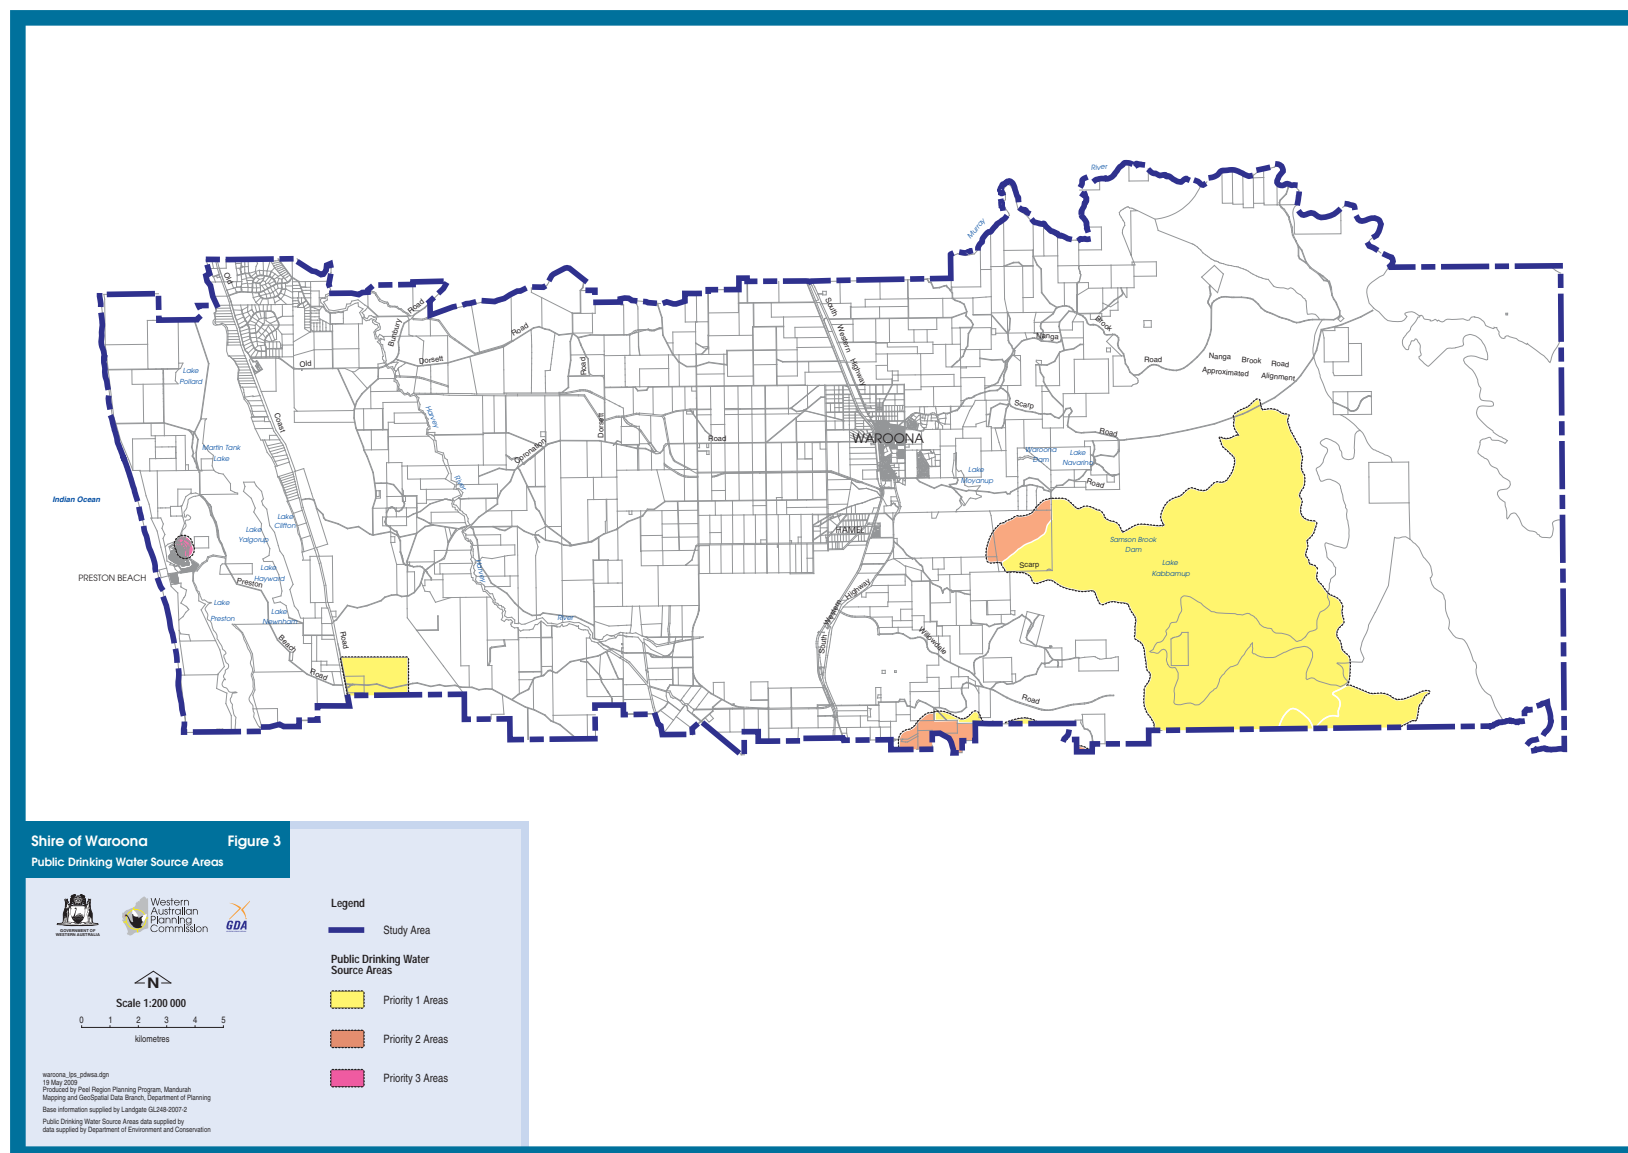 River
Murray
Old
Road
Bunbury
Road
Dorsett
Old
Road
South
Western
Highway
Nanga
Brook
Road
Nanga Brook Road
Approximated Alignment
Lake
Pollard
Coast
Harvey
Dorsett
Scarp
Road
Coronation
Road
WAROONA
Martin Tank
Lake
Waroona
Dam
Lake
Navarino
Lake
Moyanup
Road
River
Indian Ocean
Lake
Clifton
Lake
Yalgorup
HAMEL
Samson Brook
Dam
Lake
Kabbamup
Scarp
PRESTON BEACH
Lake
Hayward
Preston
Harvey
Highway
Western
South
Lake
Preston
Lake
Newnham
River
Beach
Road
Road
Willowdale
Road
Shire of Waroona Figure 3
Public Drinking Water Source Areas
GOVERNMENT OF
WESTERN AUSTRALIA
Western
Australian
Planning
Commission
GDA
N
Scale 1:200 000
0 1 2 3 4 5
kilometres
Legend
Study Area
Public Drinking Water
Source Areas
Priority 1 Areas
Priority 2 Areas
Priority 3 Areas
waroona_lps_pdwsa.dgn
19 May 2009
Produced by Peel Region Planning Program, Mandurah
Mapping and GeoSpatial Data Branch, Department of Planning
Base information supplied by Landgate GL248-2007-2
Public Drinking Water Source Areas data supplied by
data supplied by Department of Environment and Conservation